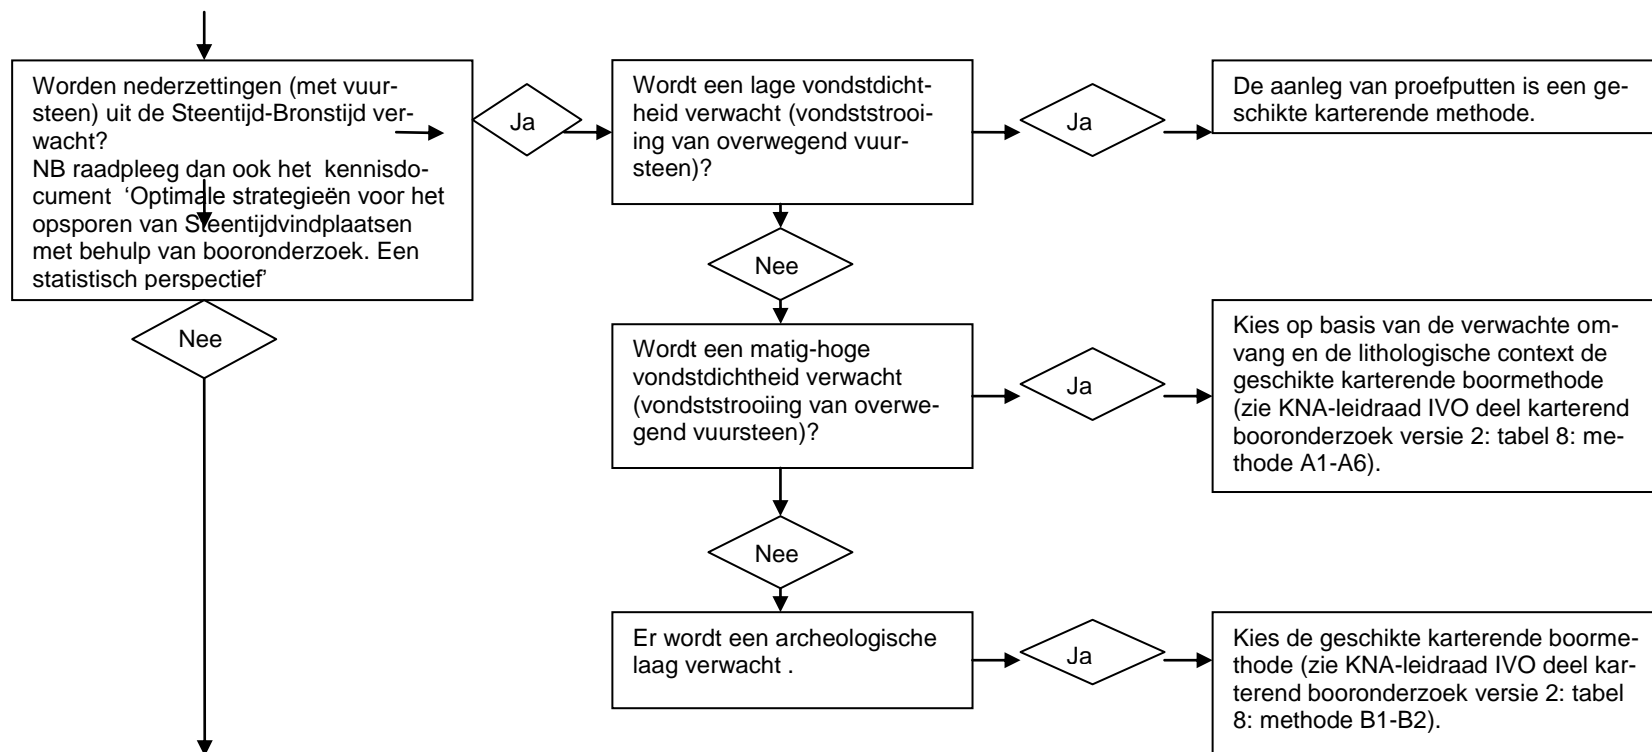 Worden nederzettingen (met vuur-
steen) uit de Steentijd-Bronstijd ver-
wacht?
NB raadpleeg dan ook het kennisdo-
cument ‘Optimale strategieën voor het
opsporen van Steentijdvindplaatsen
met behulp van booronderzoek. Een
statistisch perspectief’
Ja
Wordt een lage vondstdicht-
heid verwacht (vondststrooi-
ing van overwegend vuur-
steen)?
Ja
De aanleg van proefputten is een ge-
schikte karterende methode.
Nee
Nee
Wordt een matig-hoge
vondstdichtheid verwacht
(vondststrooiing van overwe-
gend vuursteen)?
Ja
Kies op basis van de verwachte om-
vang en de lithologische context de
geschikte karterende boormethode
(zie KNA-leidraad IVO deel karterend
booronderzoek versie 2: tabel 8: me-
thode A1-A6).
Nee
Er wordt een archeologische
laag verwacht .
Ja
Kies de geschikte karterende boorme-
thode (zie KNA-leidraad IVO deel kar-
terend booronderzoek versie 2: tabel
8: methode B1-B2).